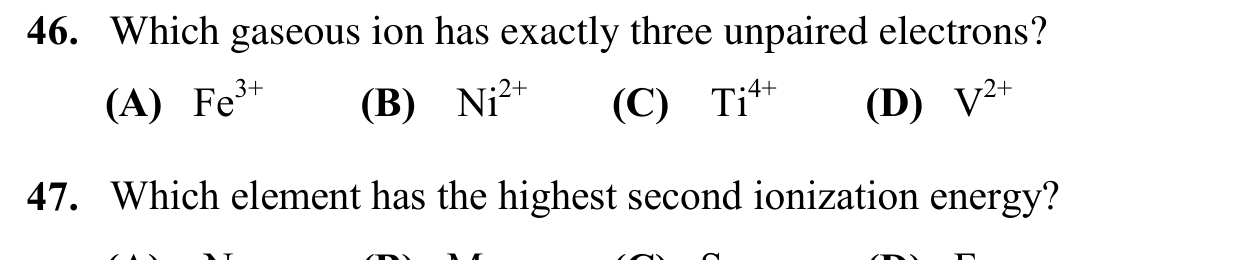 46. Which gaseous ion has exactly three unpaired electrons?
(A) Fe³⁺ (B) Ni²⁺ (C) Ti⁴⁺ (D) V²⁺
47. Which element has the highest second ionization energy?